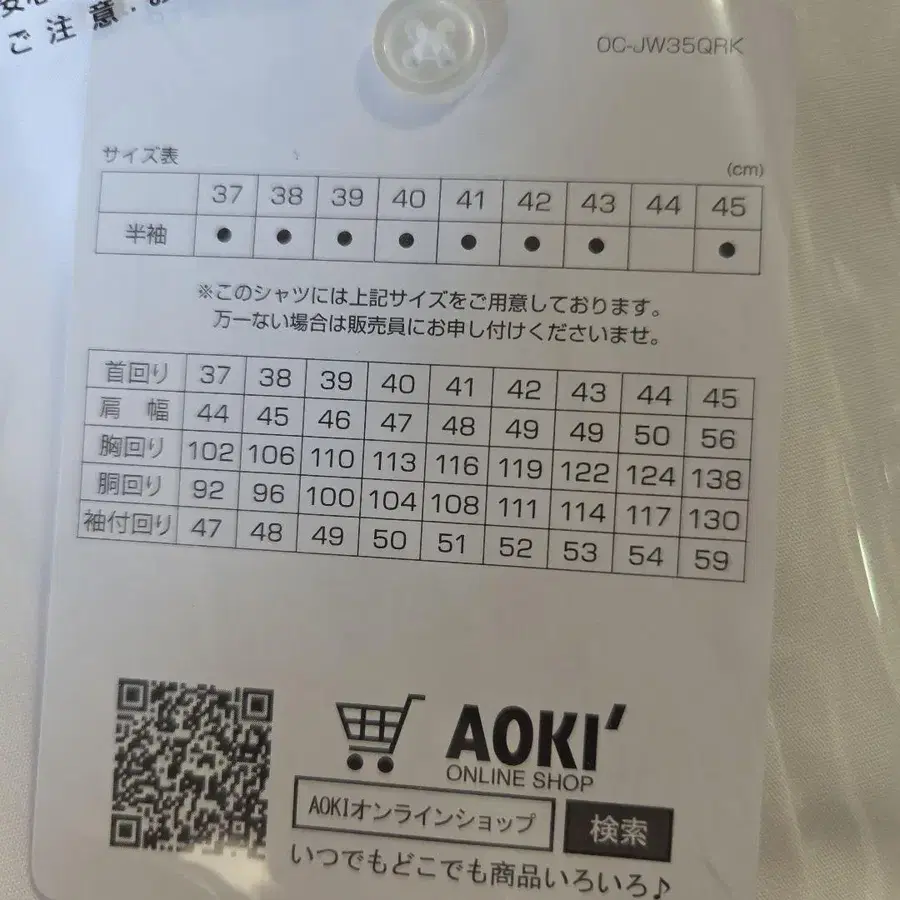 ご注意.
OC-JW35QRK
サイズ表
(cm)
37 38 39 40 41 42 43 44 45
半袖 ● ● ● ● ● ● ● ●
※このシャツには上記サイズをご用意しております。
万一ない場合は販売員にお申し付けくださいませ。
首回り 37 38 39 40 41 42 43 44 45
肩 幅 44 45 46 47 48 49 49 50 56
胸回り 102 106 110 113 116 119 122 124 138
胴回り 92 96 100 104 108 111 114 117 130
袖付回り 47 48 49 50 51 52 53 54 59
AOKI'
ONLINE SHOP
AOKIオンラインショップ 検索
いつでもどこでも商品いろいろ♪